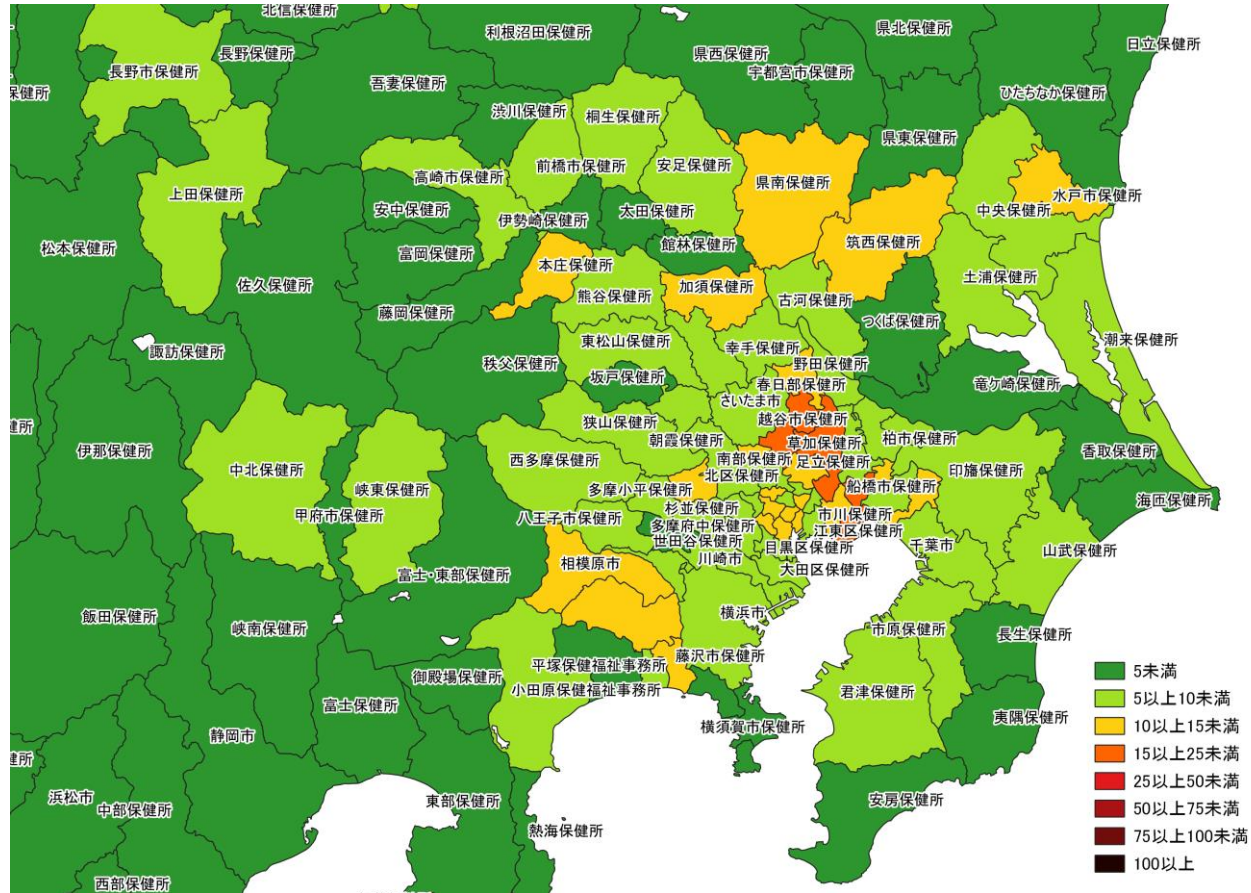 北信保健所
長野保健所
長野市保健所
保健所
利根沼田保健所
吾妻保健所
渋川保健所
県西保健所
宇都宮市保健所
県北保健所
日立保健所
ひたちなか保健所
桐生保健所
前橋市保健所
高崎市保健所
安足保健所
県東保健所
県南保健所
水戸市保健所
中央保健所
上田保健所
安中保健所
伊勢崎保健所
太田保健所
館林保健所
筑西保健所
松本保健所
富岡保健所
本庄保健所
佐久保健所
熊谷保健所
加須保健所
古河保健所
土浦保健所
藤岡保健所
つくば保健所
潮来保健所
諏訪保健所
秩父保健所
東松山保健所
幸手保健所
野田保健所
坂戸保健所
春日部保健所
竜ケ崎保健所
さいたま市
狭山保健所
越谷市保健所
健所
伊那保健所
朝霞保健所
草加保健所
柏市保健所
香取保健所
中北保健所
峡東保健所
西多摩保健所
南部保健所
足立保健所
北区保健所
印旛保健所
船橋市保健所
多摩小平保健所
海匝保健所
甲府市保健所
杉並保健所
市川保健所
八王子市保健所
多摩府中保健所
江東区保健所
世田谷保健所
目黒区保健所
千葉市
山武保健所
川崎市
相模原市
大田区保健所
富士・東部保健所
飯田保健所
峡南保健所
横浜市
市原保健所
長生保健所
藤沢市保健所
平塚保健福祉事務所
御殿場保健所
小田原保健福祉事務所
君津保健所
富士保健所
夷隅保健所
静岡市
横須賀市保健所
健所
浜松市
中部保健所
東部保健所
安房保健所
熱海保健所
西部保健所
5未満
5以上10未満
10以上15未満
15以上25未満
25以上50未満
50以上75未満
75以上100未満
100以上